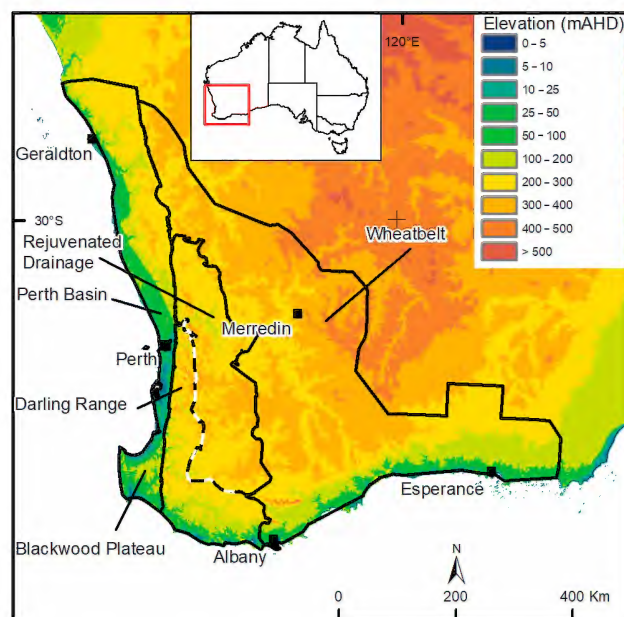 120°E
Elevation (mAHD)
0 - 5
5 - 10
10 - 25
25 - 50
50 - 100
100 - 200
200 - 300
300 - 400
400 - 500
> 500
Geraldton
30°S
Rejuvenated
Drainage
Wheatbelt
Perth Basin
Merredin
Perth
Darling Range
Esperance
Blackwood Plateau
Albany
N
0 200 400 Km